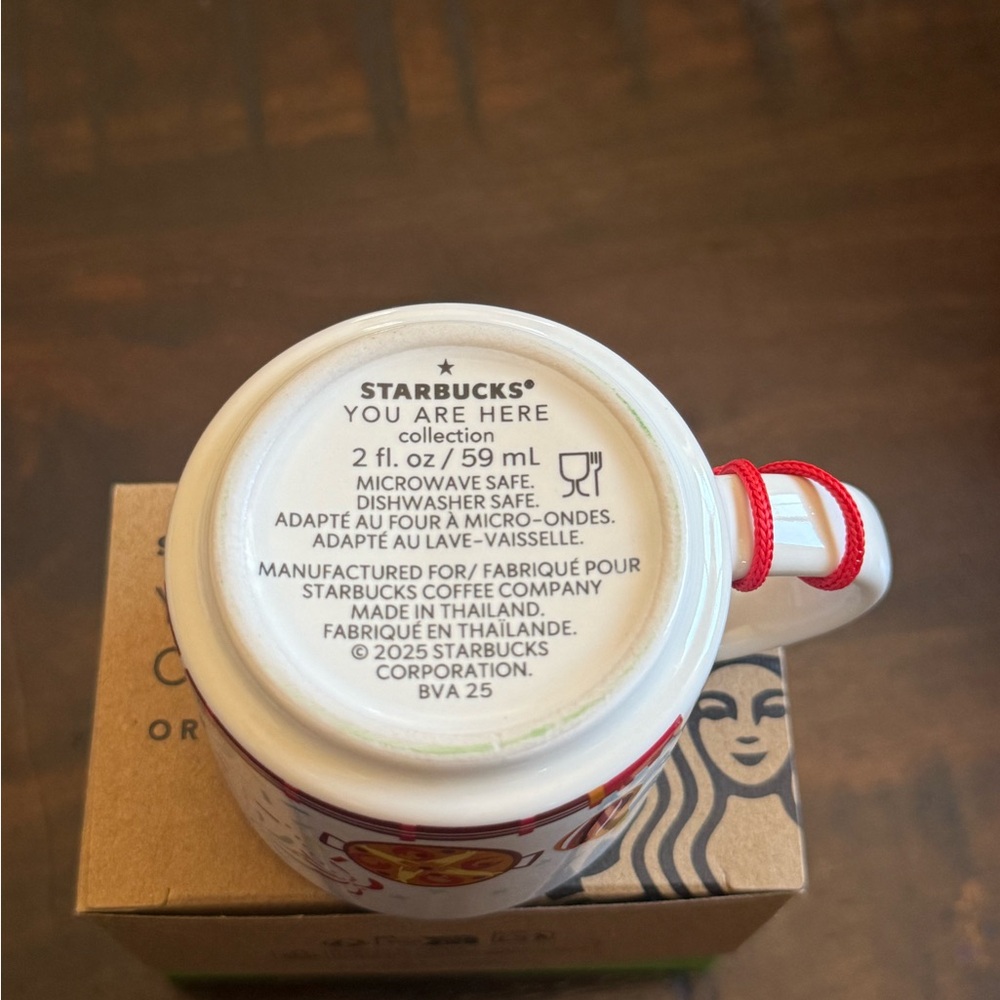 STARBUCKS®
YOU ARE HERE
collection
2 fl. oz / 59 mL
MICROWAVE SAFE.
DISHWASHER SAFE.
ADAPTÉ AU FOUR À MICRO-ONDES.
ADAPTÉ AU LAVE-VAISSELLE.
MANUFACTURED FOR/ FABRIQUÉ POUR
STARBUCKS COFFEE COMPANY
MADE IN THAILAND.
FABRIQUÉ EN THAÏLANDE.
© 2025 STARBUCKS
CORPORATION.
BVA 25
OR